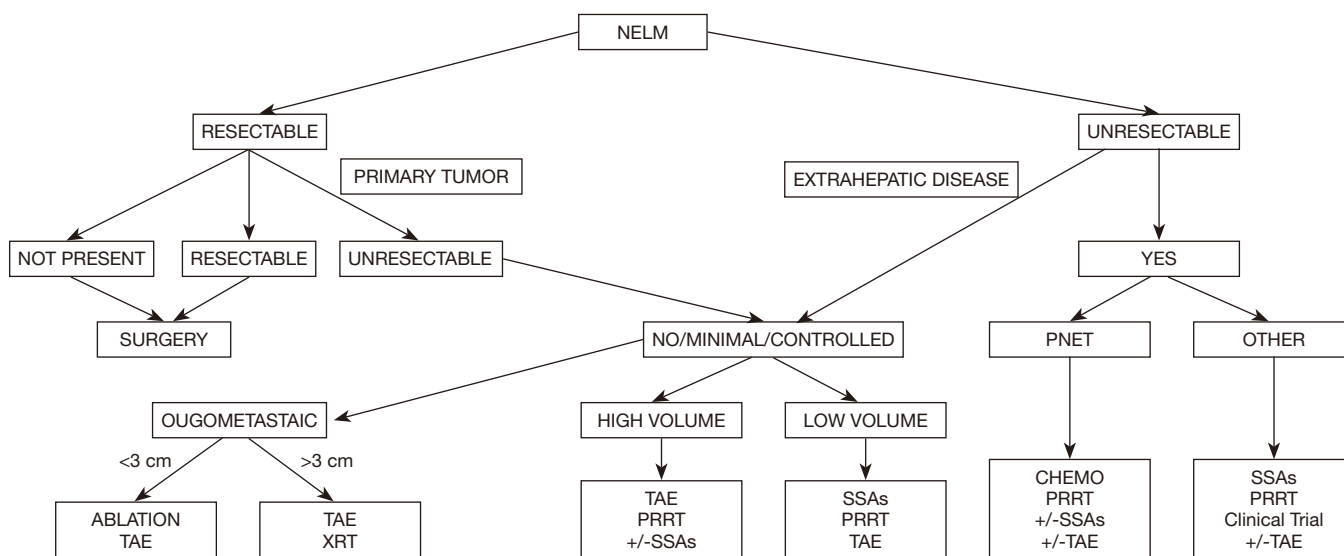 NELM
RESECTABLE
UNRESECTABLE
PRIMARY TUMOR
EXTRAHEPATIC DISEASE
NOT PRESENT
RESECTABLE
UNRESECTABLE
YES
SURGERY
NO/MINIMAL/CONTROLLED
PNET
OTHER
OUGOMETASTAIC
HIGH VOLUME
LOW VOLUME
<3 cm
>3 cm
ABLATION
TAE
TAE
XRT
TAE
PRRT
+/-SSAs
SSAs
PRRT
TAE
CHEMO
PRRT
+/-SSAs
+/-TAE
SSAs
PRRT
Clinical Trial
+/-TAE